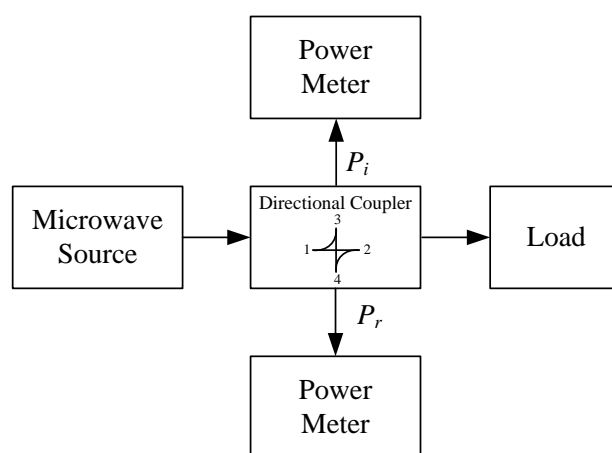 Power
Meter
P_i
Microwave
Source
Directional Coupler
3
1
2
4
Load
P_r
Power
Meter